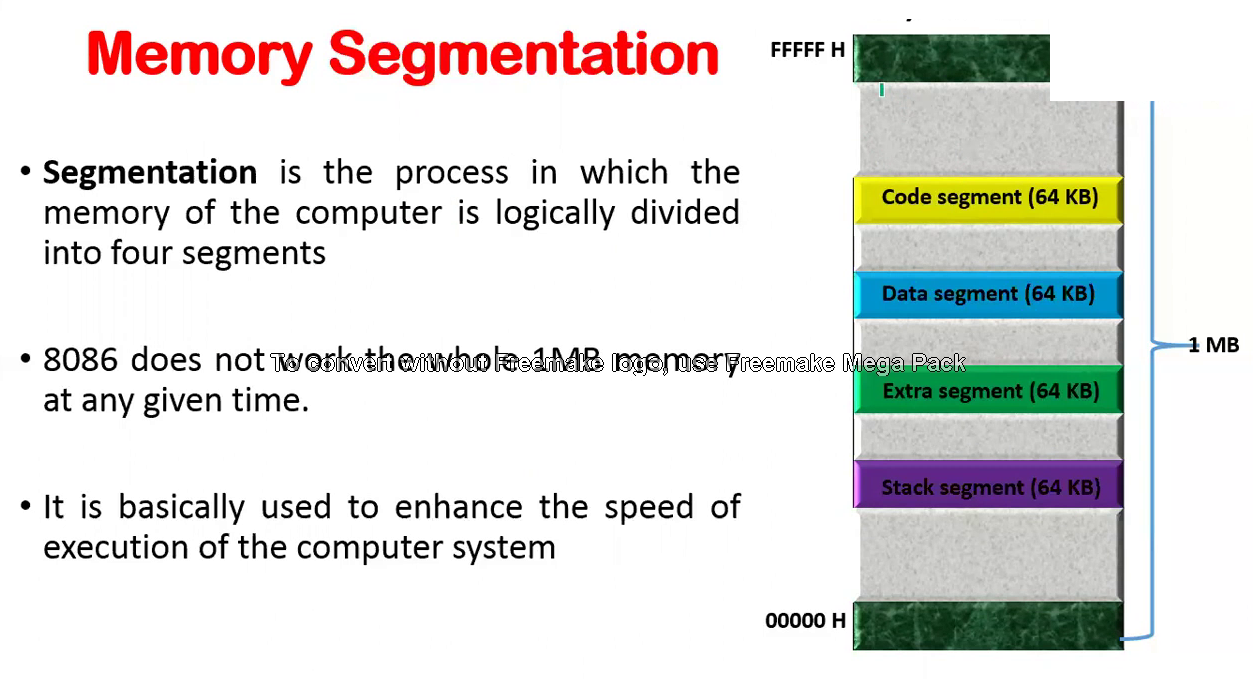 Memory Segmentation
• Segmentation is the process in which the
memory of the computer is logically divided
into four segments
• 8086 does not work the whole 1MB memory
at any given time.
• It is basically used to enhance the speed of
execution of the computer system
To convert without Freemake logo, use Freemake Mega Pack
FFFFF H
Code segment (64 KB)
Data segment (64 KB)
1 MB
Extra segment (64 KB)
Stack segment (64 KB)
00000 H